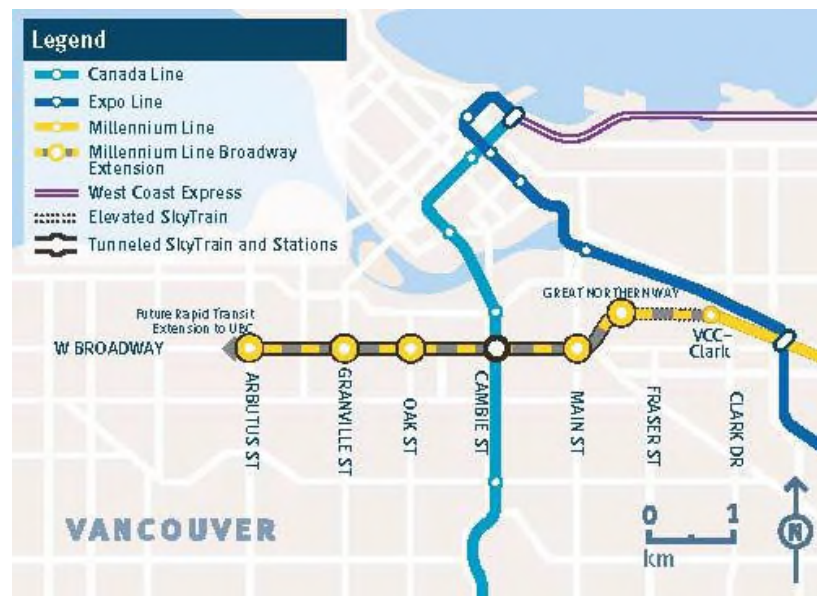 Legend
Canada Line
Expo Line
Millennium Line
Millennium Line Broadway
Extension
West Coast Express
Elevated SkyTrain
Tunneled SkyTrain and Stations
GREAT NORTHERN WAY
Future Rapid Transit
Extension to UBC
W BROADWAY
VCC–
Clark
ARBUTUS ST
GRANVILLE ST
OAK ST
CAMBIE ST
MAIN ST
FRASER ST
CLARK DR
VANCOUVER
0 1
km
N